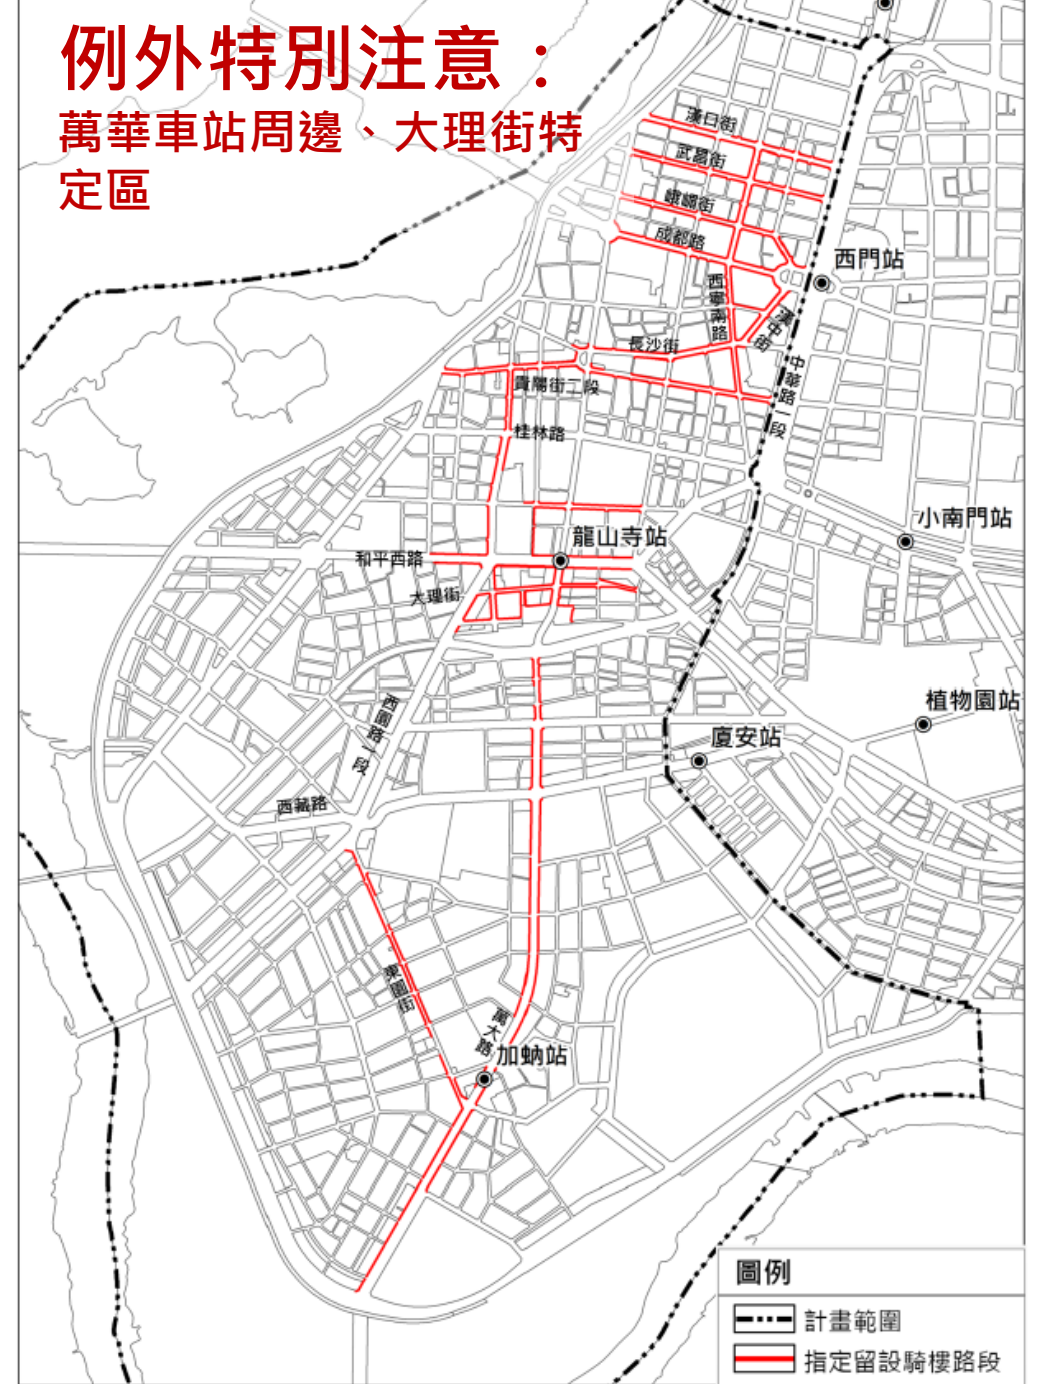 例外特別注意：
萬華車站周邊、大理街特
定區
漢口街
武昌街
峨嵋街
成都路
西門站
西寧南路
漢中街
長沙街
中華路一段
貴陽街二段
桂林路
小南門站
龍山寺站
和平西路
大理街
西園路一段
植物園站
廈安站
西藏路
東園街
萬大路
加蚋站
圖例
計畫範圍
指定留設騎樓路段